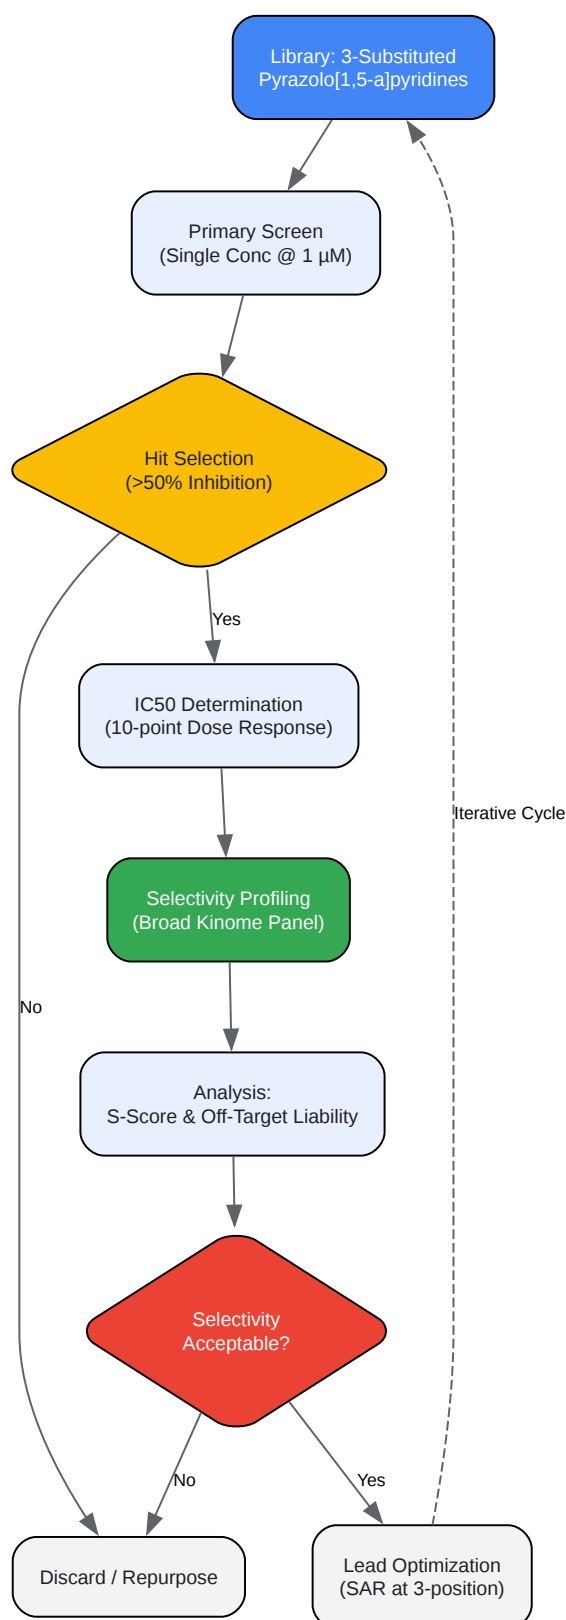 Library: 3-Substituted
Pyrazolo[1,5-a]pyridines
Primary Screen
(Single Conc @ 1 µM)
Hit Selection
(>50% Inhibition)
Yes
IC50 Determination
(10-point Dose Response)
Iterative Cycle
Selectivity Profiling
(Broad Kinome Panel)
No
Analysis:
S-Score & Off-Target Liability
Selectivity
Acceptable?
No
Yes
Discard / Repurpose
Lead Optimization
(SAR at 3-position)